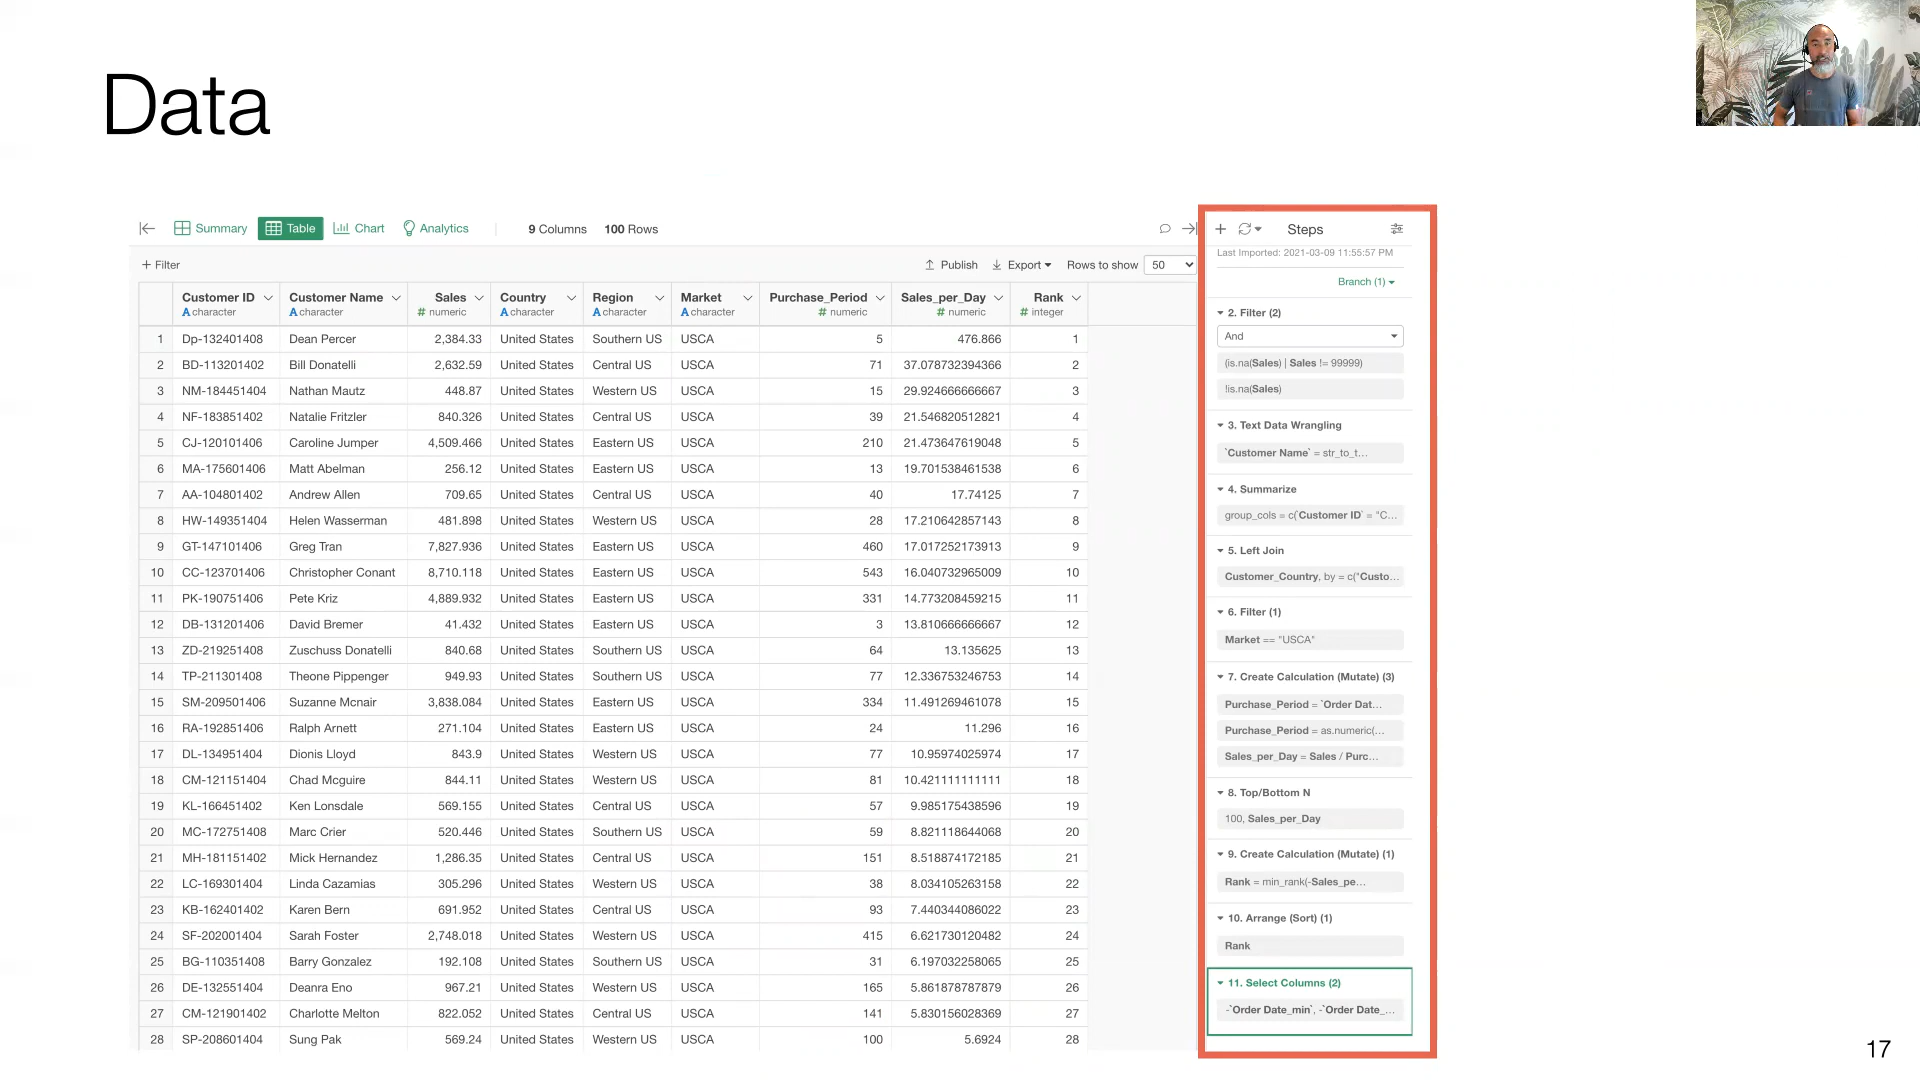 Data
Summary Table Chart Analytics 9 Columns 100 Rows
+ Filter Publish Export Rows to show 50
Customer ID Customer Name Sales Country Region Market Purchase_Period Sales_per_Day Rank
A character A character # numeric A character A character A character # numeric # numeric # integer
1 Dp-132401408 Dean Percer 2,384.33 United States Southern US USCA 5 476.866 1
2 BD-113201402 Bill Donatelli 2,632.59 United States Central US USCA 71 37.078732394366 2
3 NM-184451404 Nathan Mautz 448.87 United States Western US USCA 15 29.924666666667 3
4 NF-183851402 Natalie Fritzler 840.326 United States Central US USCA 39 21.546820512821 4
5 CJ-120101406 Caroline Jumper 4,509.466 United States Eastern US USCA 210 21.473647619048 5
6 MA-175601406 Matt Abelman 256.12 United States Eastern US USCA 13 19.701538461538 6
7 AA-104801402 Andrew Allen 709.65 United States Central US USCA 40 17.74125 7
8 HW-149351404 Helen Wasserman 481.898 United States Western US USCA 28 17.210642857143 8
9 GT-147101406 Greg Tran 7,827.936 United States Eastern US USCA 460 17.017252173913 9
10 CC-123701406 Christopher Conant 8,710.118 United States Eastern US USCA 543 16.040732965009 10
11 PK-190751406 Pete Kriz 4,889.932 United States Eastern US USCA 331 14.773208459215 11
12 DB-131201406 David Bremer 41.432 United States Eastern US USCA 3 13.810666666667 12
13 ZD-219251408 Zuschuss Donatelli 840.68 United States Southern US USCA 64 13.135625 13
14 TP-211301408 Theone Pippenger 949.93 United States Southern US USCA 77 12.336753246753 14
15 SM-209501406 Suzanne Mcnair 3,838.084 United States Eastern US USCA 334 11.491269461078 15
16 RA-192851406 Ralph Arnett 271.104 United States Eastern US USCA 24 11.296 16
17 DL-134951404 Dionis Lloyd 843.9 United States Western US USCA 77 10.95974025974 17
18 CM-121151404 Chad Mcguire 844.11 United States Western US USCA 81 10.421111111111 18
19 KL-166451402 Ken Lonsdale 569.155 United States Central US USCA 57 9.985175438596 19
20 MC-172751408 Marc Crier 520.446 United States Southern US USCA 59 8.821118644068 20
21 MH-181151402 Mick Hernandez 1,286.35 United States Central US USCA 151 8.518874172185 21
22 LC-169301404 Linda Cazamias 305.296 United States Western US USCA 38 8.034105263158 22
23 KB-162401402 Karen Bern 691.952 United States Central US USCA 93 7.440344086022 23
24 SF-202001404 Sarah Foster 2,748.018 United States Western US USCA 415 6.621730120482 24
25 BG-110351408 Barry Gonzalez 192.108 United States Southern US USCA 31 6.197032258065 25
26 DE-132551404 Deanra Eno 967.21 United States Western US USCA 165 5.861878787879 26
27 CM-121901402 Charlotte Melton 822.052 United States Central US USCA 141 5.830156028369 27
28 SP-208601404 Sung Pak 569.24 United States Western US USCA 100 5.6924 28
+ Steps
Last Imported: 2021-03-09 11:55:57 PM
Branch (1)
2. Filter (2)
And
(is.na(Sales) | Sales != 99999)
!is.na(Sales)
3. Text Data Wrangling
`Customer Name` = str_to_t...
4. Summarize
group_cols = c(`Customer ID` = "C...
5. Left Join
Customer_Country, by = c("Custo...
6. Filter (1)
Market == "USCA"
7. Create Calculation (Mutate) (3)
Purchase_Period = `Order Dat...
Purchase_Period = as.numeric(...
Sales_per_Day = Sales / Purc...
8. Top/Bottom N
100, Sales_per_Day
9. Create Calculation (Mutate) (1)
Rank = min_rank(-Sales_pe...
10. Arrange (Sort) (1)
Rank
11. Select Columns (2)
-`Order Date_min`, -`Order Date_...
17